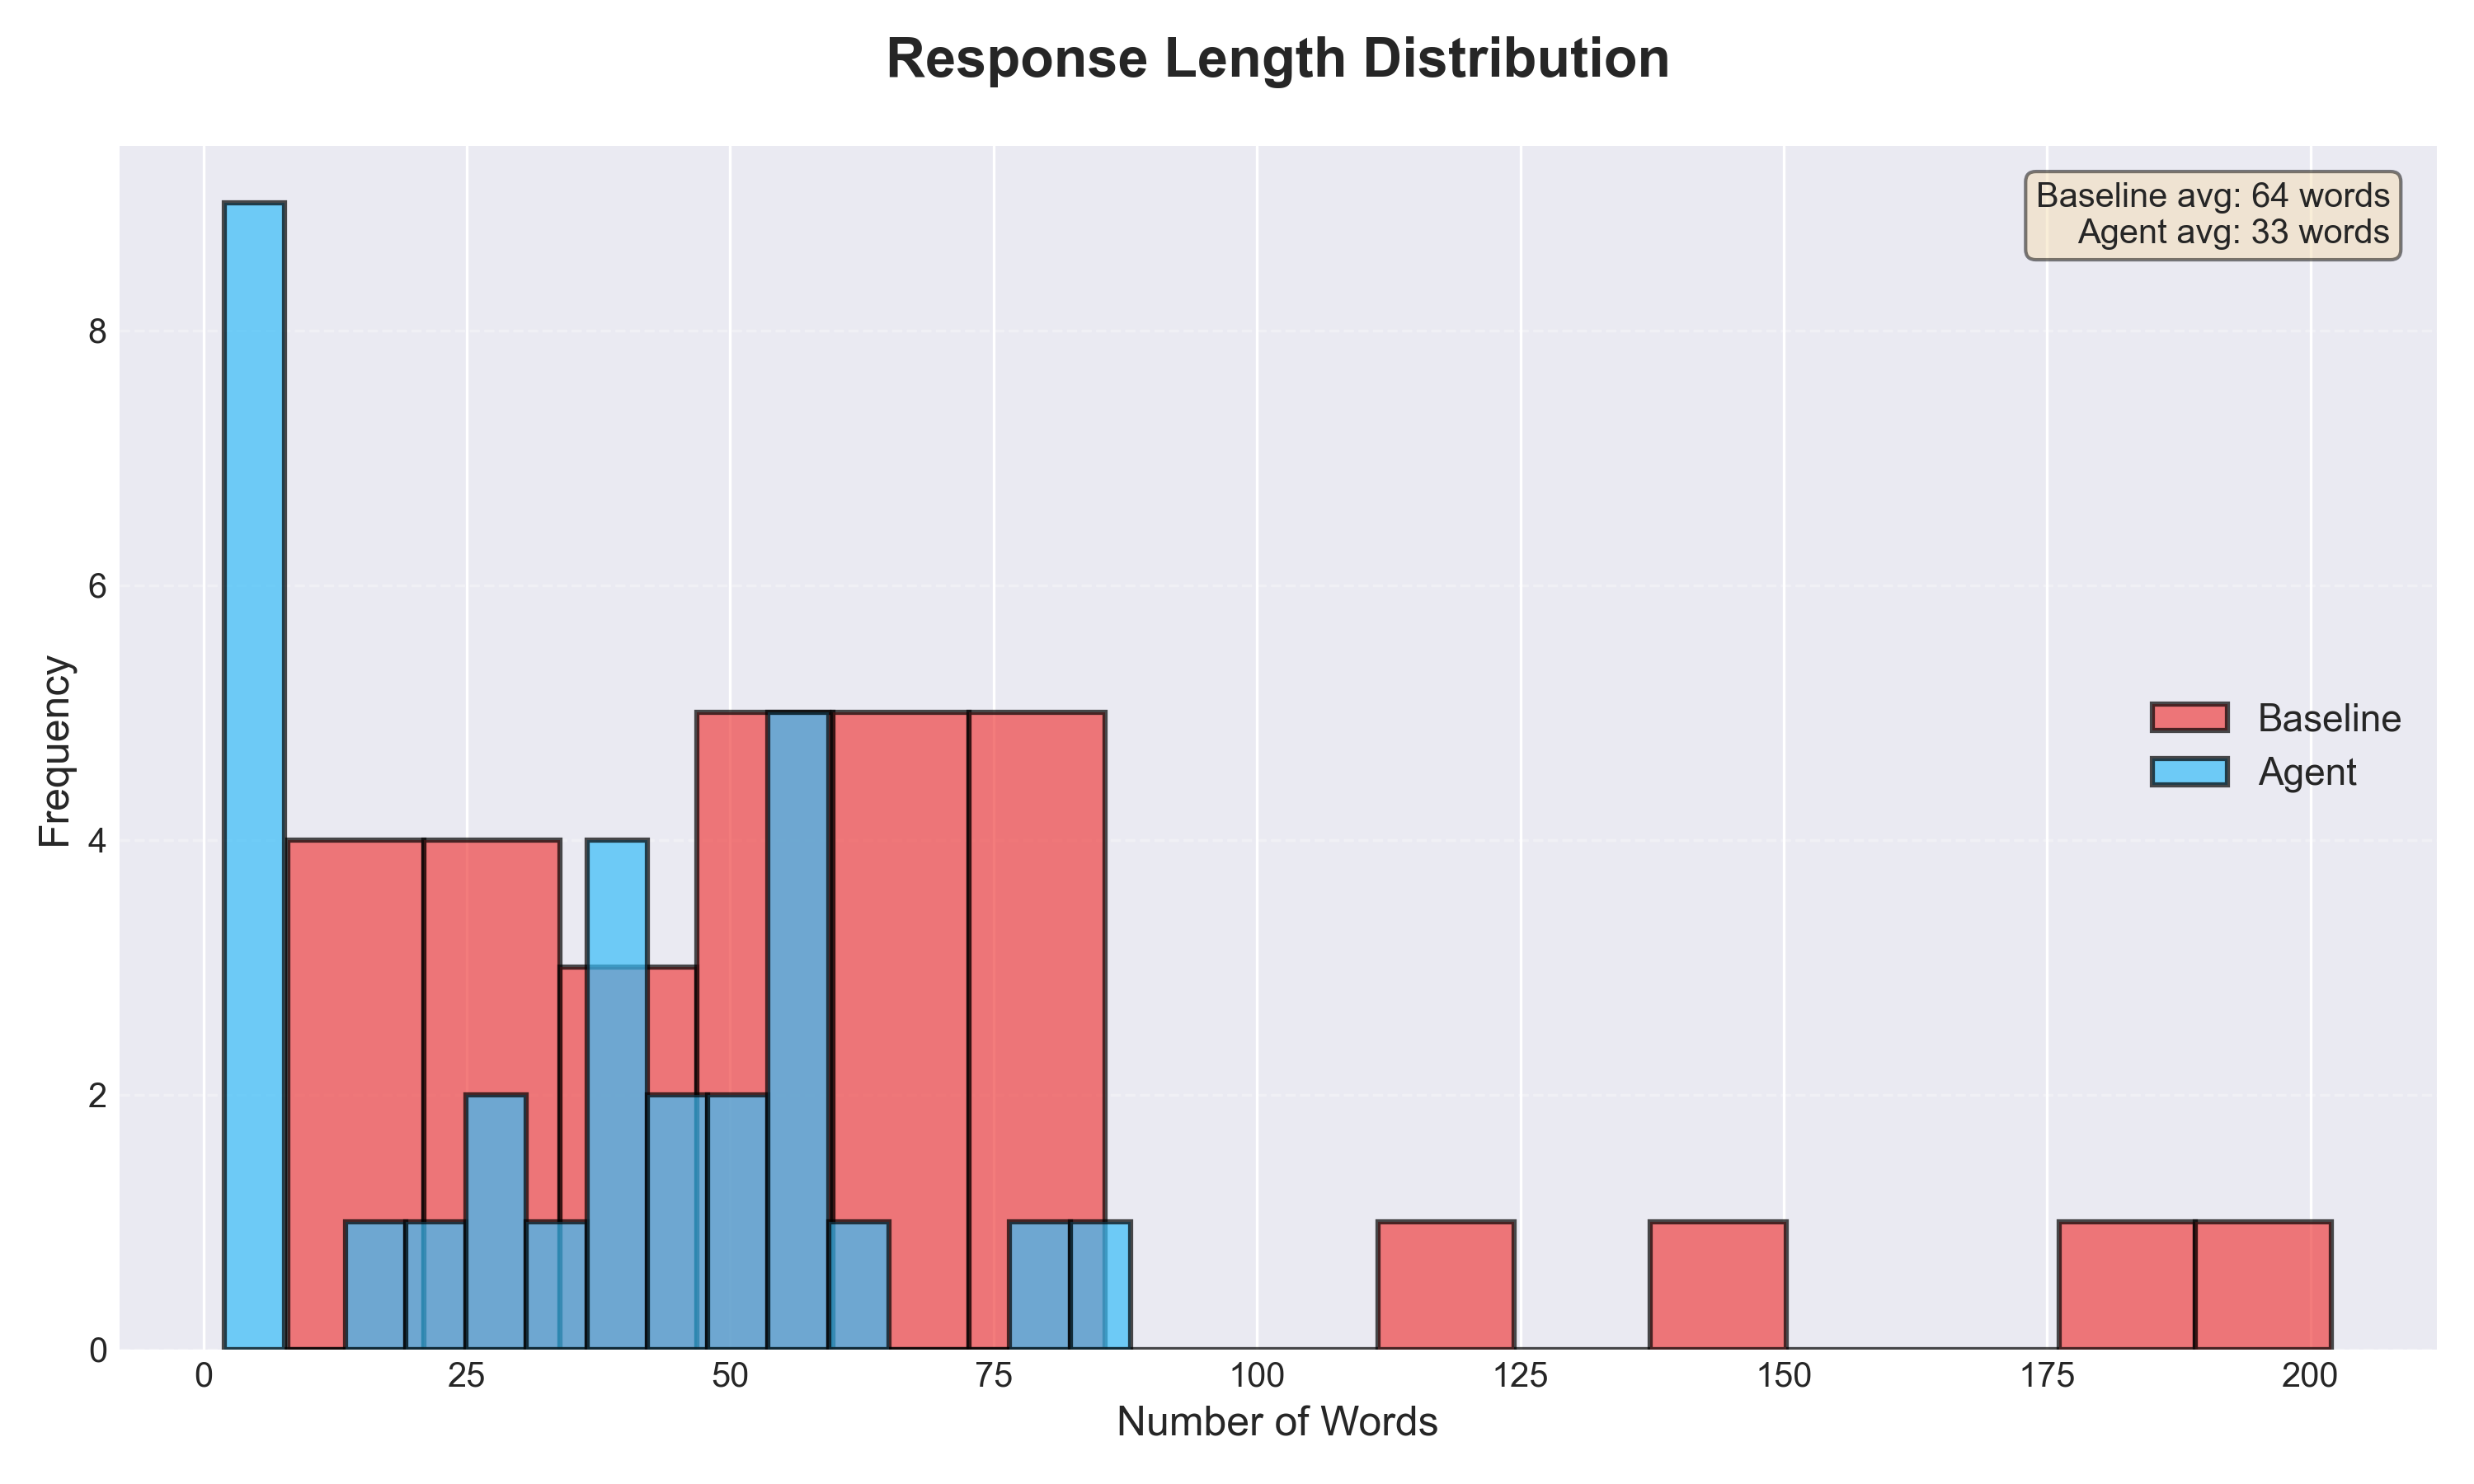 Response Length Distribution
Baseline avg: 64 words
Agent avg: 33 words
8
6
4
2
0
Frequency
Baseline
Agent
0 25 50 75 100 125 150 175 200
Number of Words